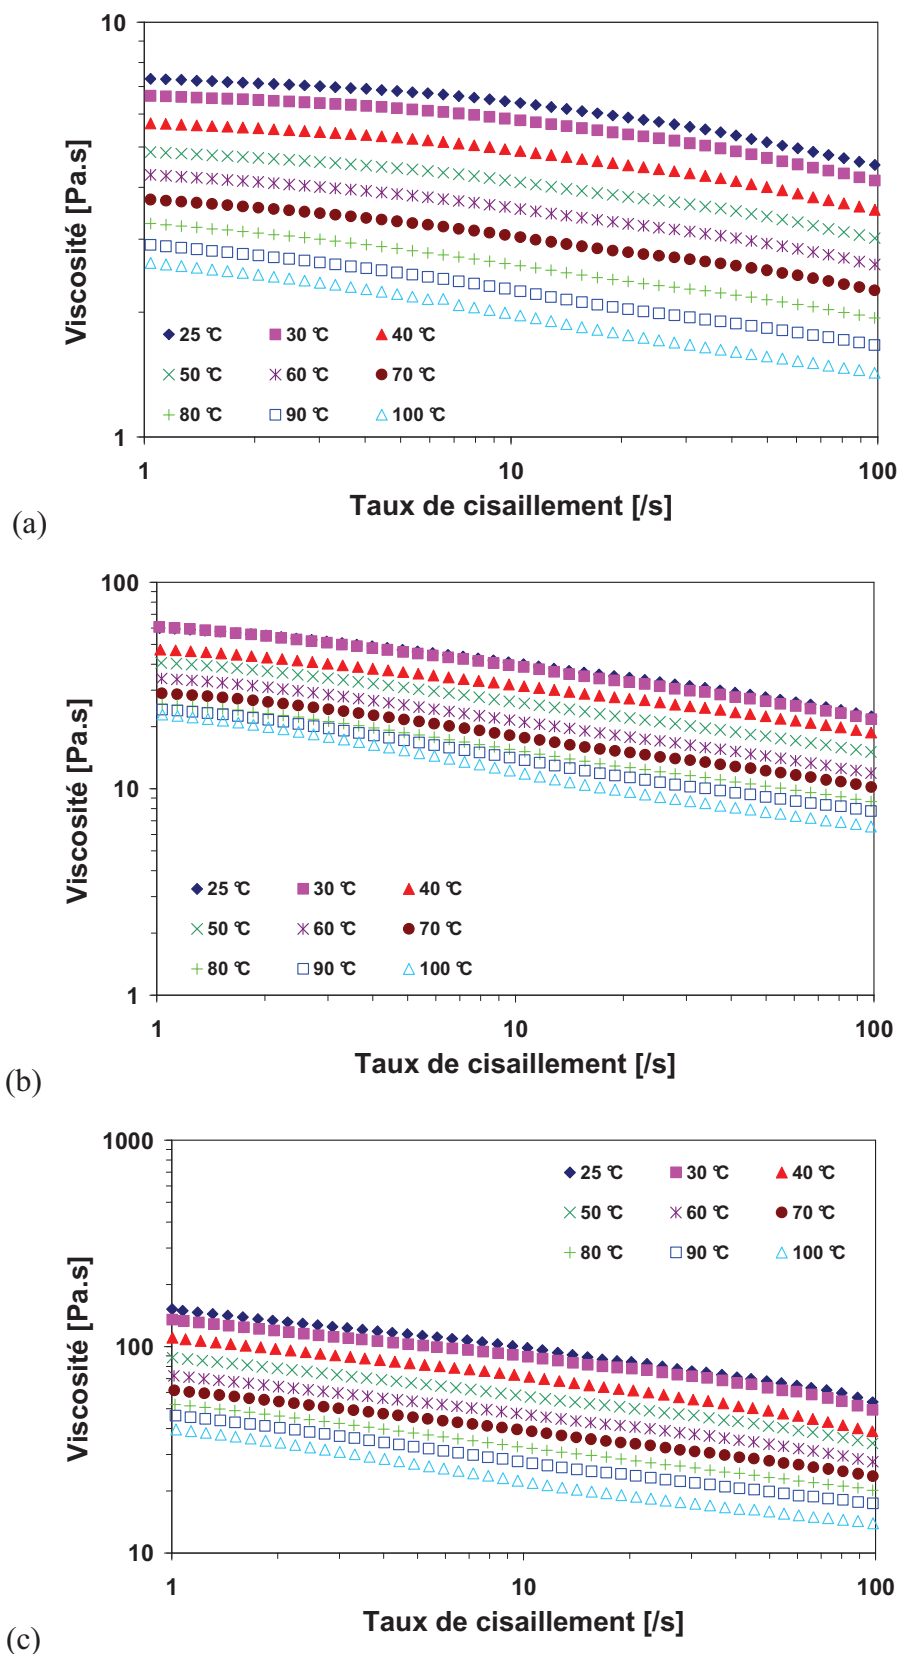 10
Viscosité [Pa.s]
25 °C 30 °C 40 °C
50 °C 60 °C 70 °C
80 °C 90 °C 100 °C
1
1 10 100
Taux de cisaillement [/s]
(a)
100
Viscosité [Pa.s]
10
25 °C 30 °C 40 °C
50 °C 60 °C 70 °C
80 °C 90 °C 100 °C
1
1 10 100
Taux de cisaillement [/s]
(b)
1000
25 °C 30 °C 40 °C
50 °C 60 °C 70 °C
80 °C 90 °C 100 °C
Viscosité [Pa.s]
100
10
1 10 100
Taux de cisaillement [/s]
(c)